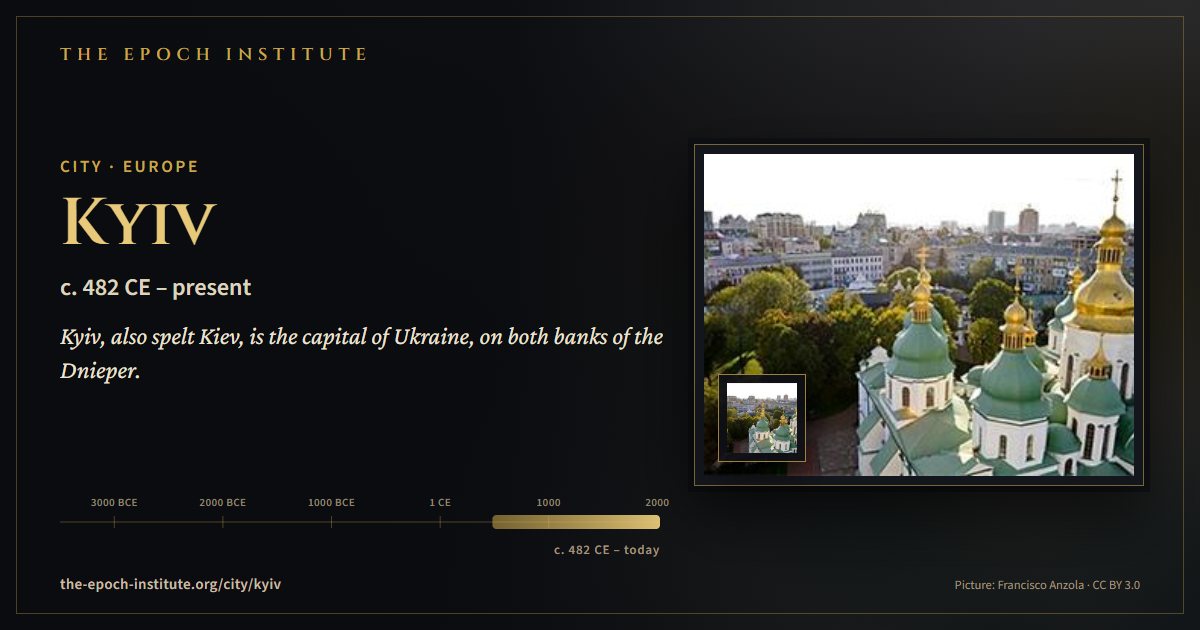 THE EPOCH INSTITUTE
CITY · EUROPE
Kyiv
c. 482 CE – present
Kyiv, also spelt Kiev, is the capital of Ukraine, on both banks of the
Dnieper.
3000 BCE 2000 BCE 1000 BCE 1 CE 1000 2000
c. 482 CE – today
the-epoch-institute.org/city/kyiv
Picture: Francisco Anzola · CC BY 3.0